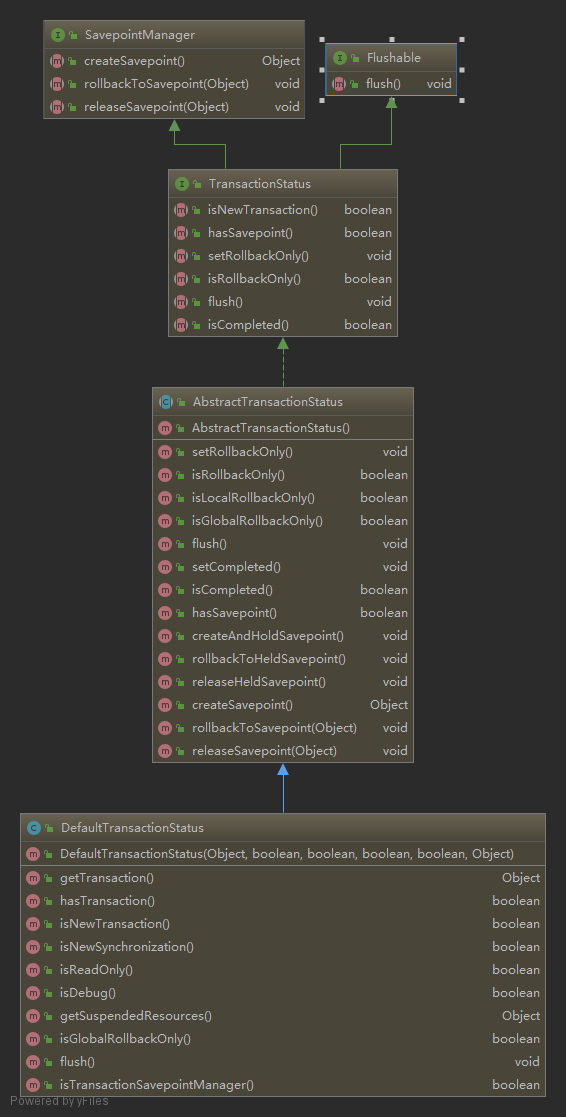 SavepointManager
createSavepoint() Object
rollbackToSavepoint(Object) void
releaseSavepoint(Object) void
Flushable
flush() void
TransactionStatus
isNewTransaction() boolean
hasSavepoint() boolean
setRollbackOnly() void
isRollbackOnly() boolean
flush() void
isCompleted() boolean
AbstractTransactionStatus
AbstractTransactionStatus()
setRollbackOnly() void
isRollbackOnly() boolean
isLocalRollbackOnly() boolean
isGlobalRollbackOnly() boolean
flush() void
setCompleted() void
isCompleted() boolean
hasSavepoint() boolean
createAndHoldSavepoint() void
rollbackToHeldSavepoint() void
releaseHeldSavepoint() void
createSavepoint() Object
rollbackToSavepoint(Object) void
releaseSavepoint(Object) void
DefaultTransactionStatus
DefaultTransactionStatus(Object, boolean, boolean, boolean, boolean, Object)
getTransaction() Object
hasTransaction() boolean
isNewTransaction() boolean
isNewSynchronization() boolean
isReadOnly() boolean
isDebug() boolean
getSuspendedResources() Object
isGlobalRollbackOnly() boolean
flush() void
isTransactionSavepointManager() boolean
Powered by yFiles